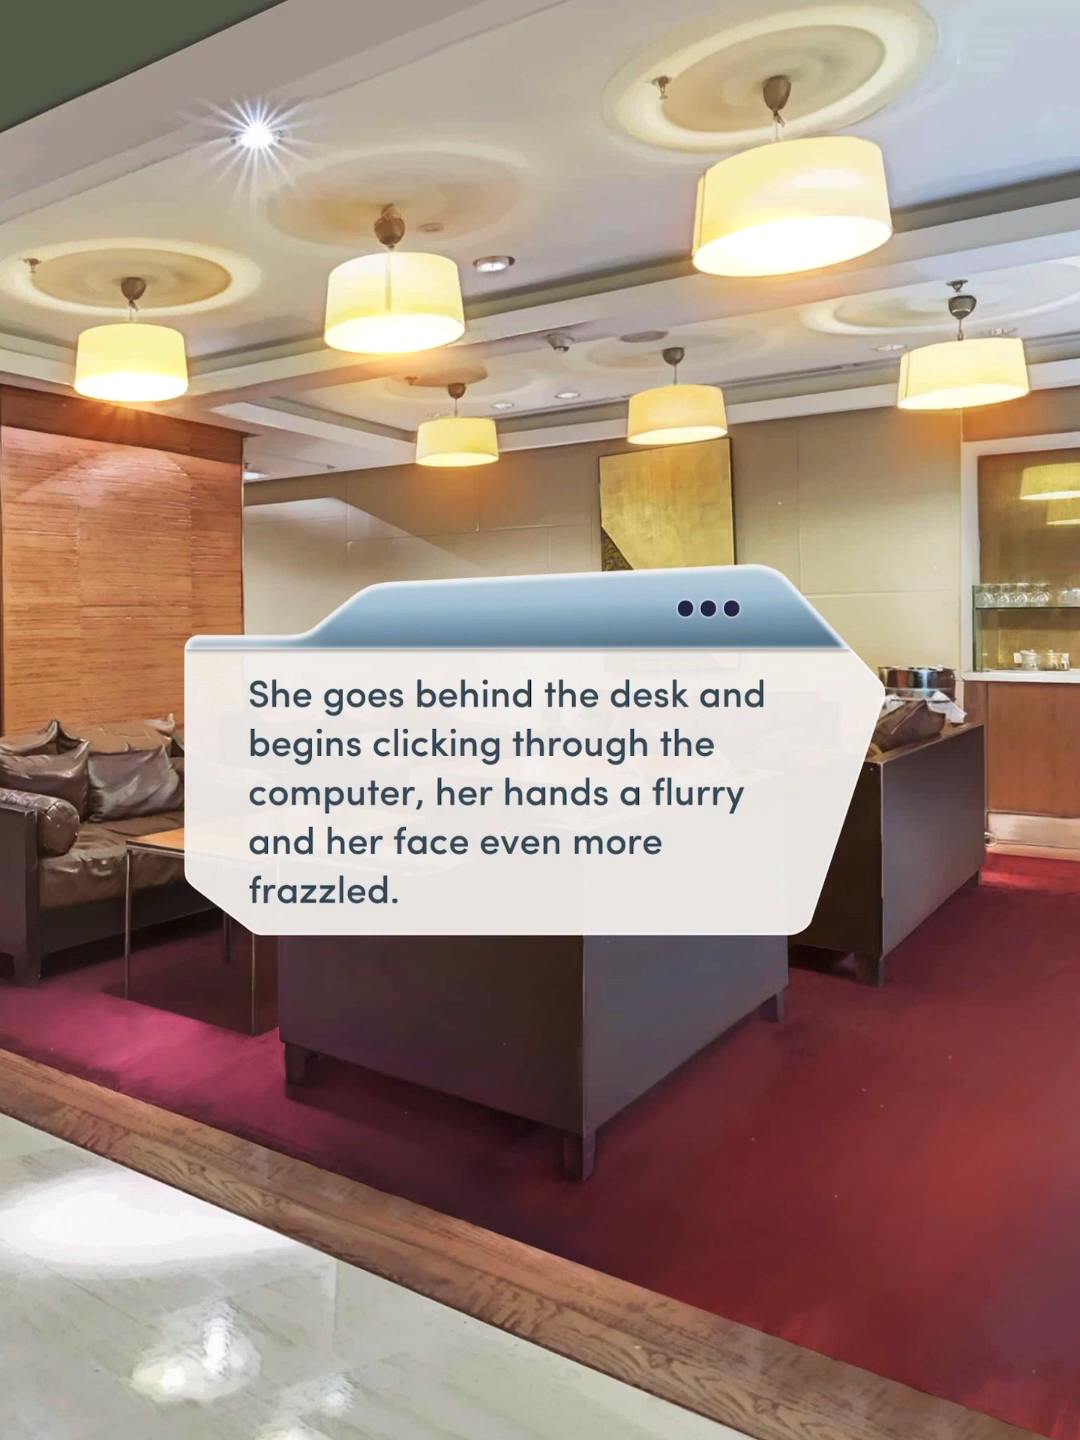 She goes behind the desk and
begins clicking through the
computer, her hands a flurry
and her face even more
frazzled.